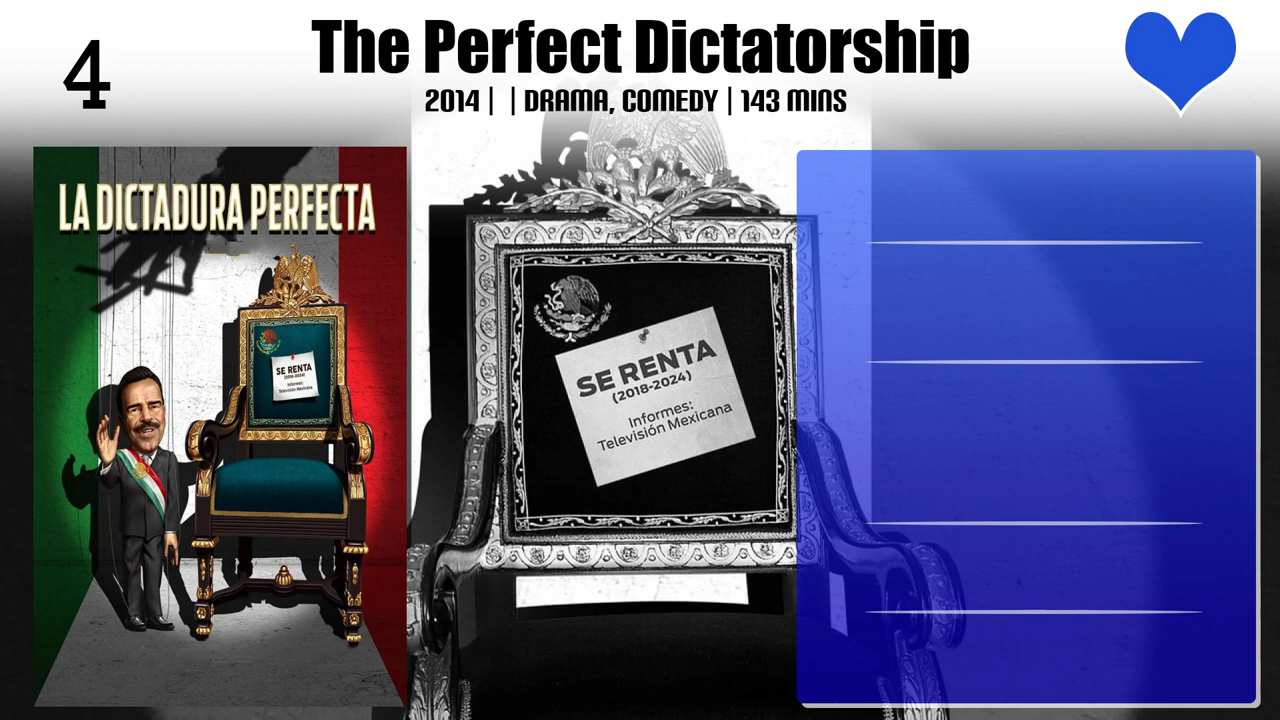 4
The Perfect Dictatorship
2014 | | DRAMA, COMEDY | 143 MINS
LA DICTADURA PERFECTA
SE RENTA
(2018-2024)
Informes:
Televisión Mexicana
SE RENTA
(2018-2024)
Informes:
Televisión Mexicana